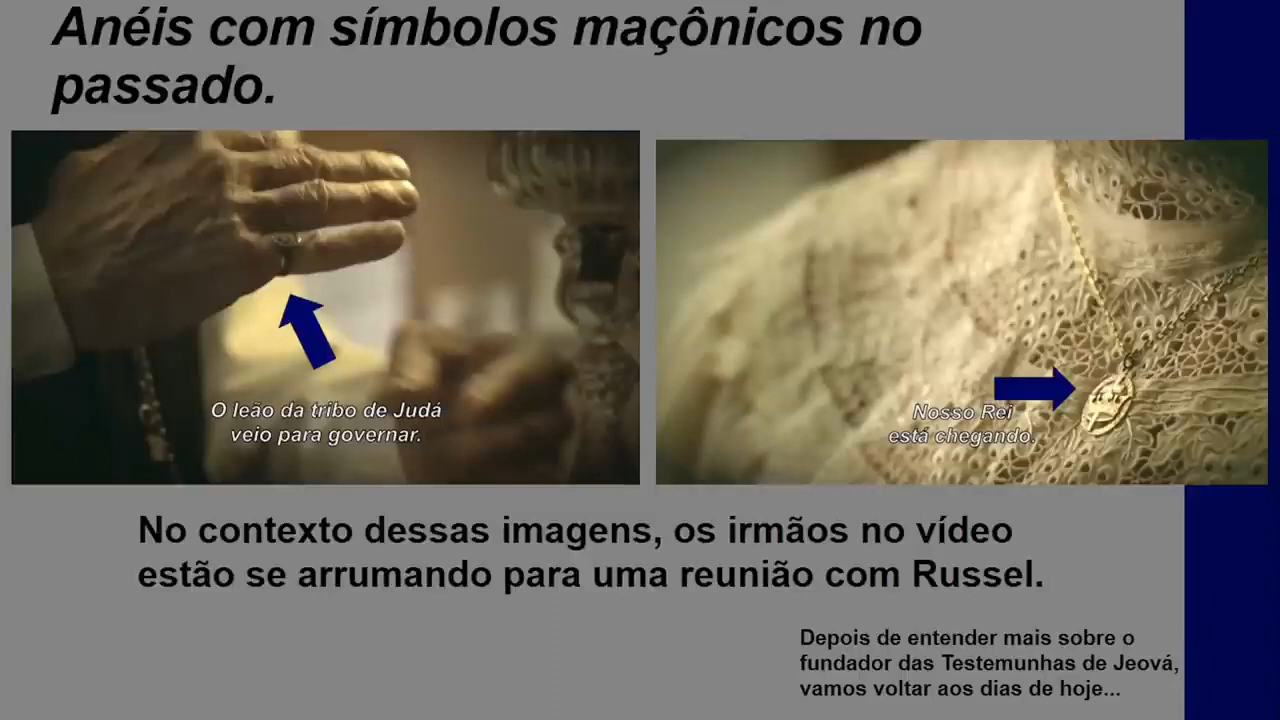 Anéis com símbolos maçônicos no
passado.
O leão da tribo de Judá
veio para governar.
Nosso Rei
está chegando.
No contexto dessas imagens, os irmãos no vídeo
estão se arrumando para uma reunião com Russel.
Depois de entender mais sobre o
fundador das Testemunhas de Jeová,
vamos voltar aos dias de hoje...